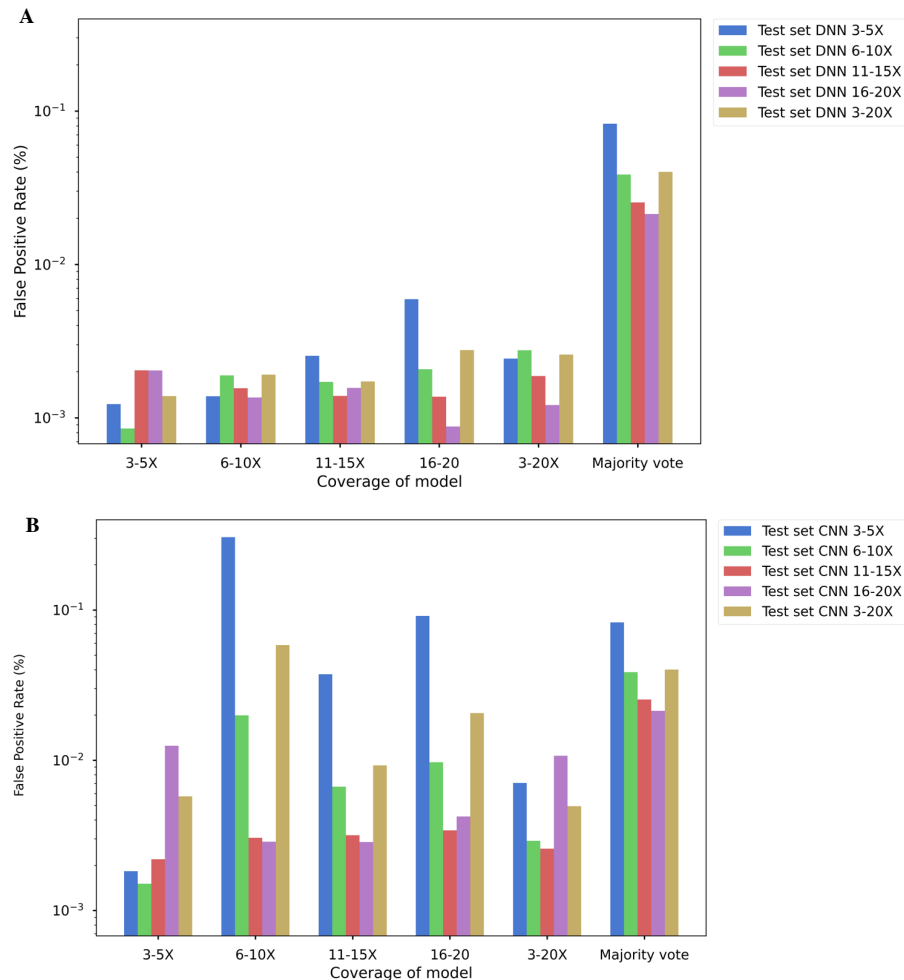 A
Test set DNN 3-5X
Test set DNN 6-10X
Test set DNN 11-15X
Test set DNN 16-20X
Test set DNN 3-20X
False Positive Rate (%)
10⁻¹
10⁻²
10⁻³
3-5X 6-10X 11-15X 16-20 3-20X Majority vote
Coverage of model
B
Test set CNN 3-5X
Test set CNN 6-10X
Test set CNN 11-15X
Test set CNN 16-20X
Test set CNN 3-20X
False Positive Rate (%)
10⁻¹
10⁻²
10⁻³
3-5X 6-10X 11-15X 16-20 3-20X Majority vote
Coverage of model